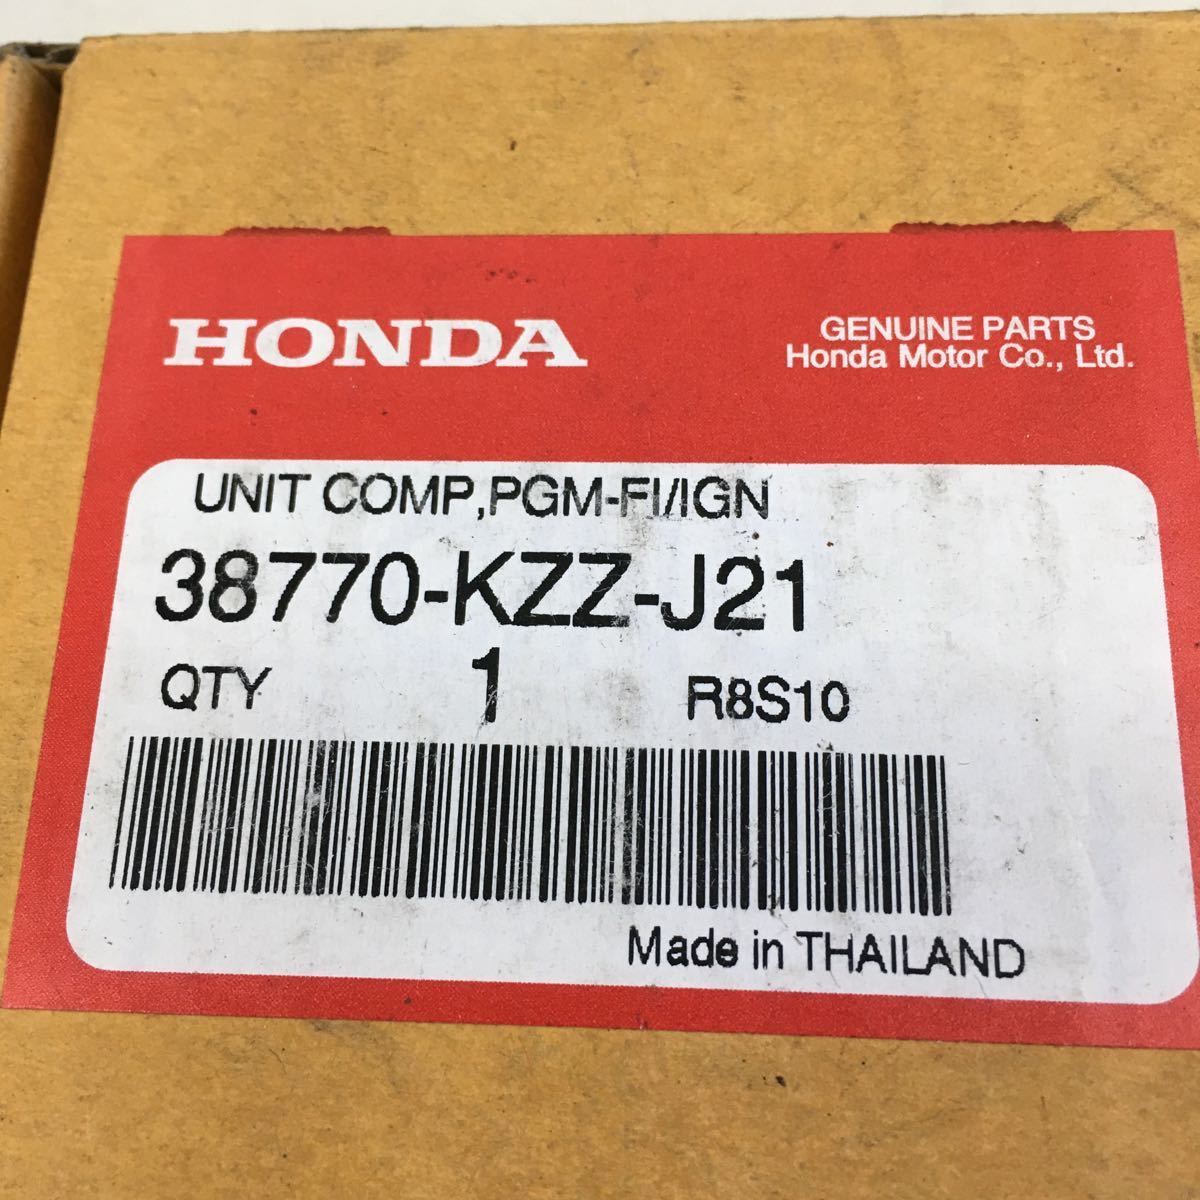 HONDA
GENUINE PARTS
Honda Motor Co., Ltd.
UNIT COMP,PGM-FI/IGN
38770-KZZ-J21
QTY 1 R8S10
Made in THAILAND